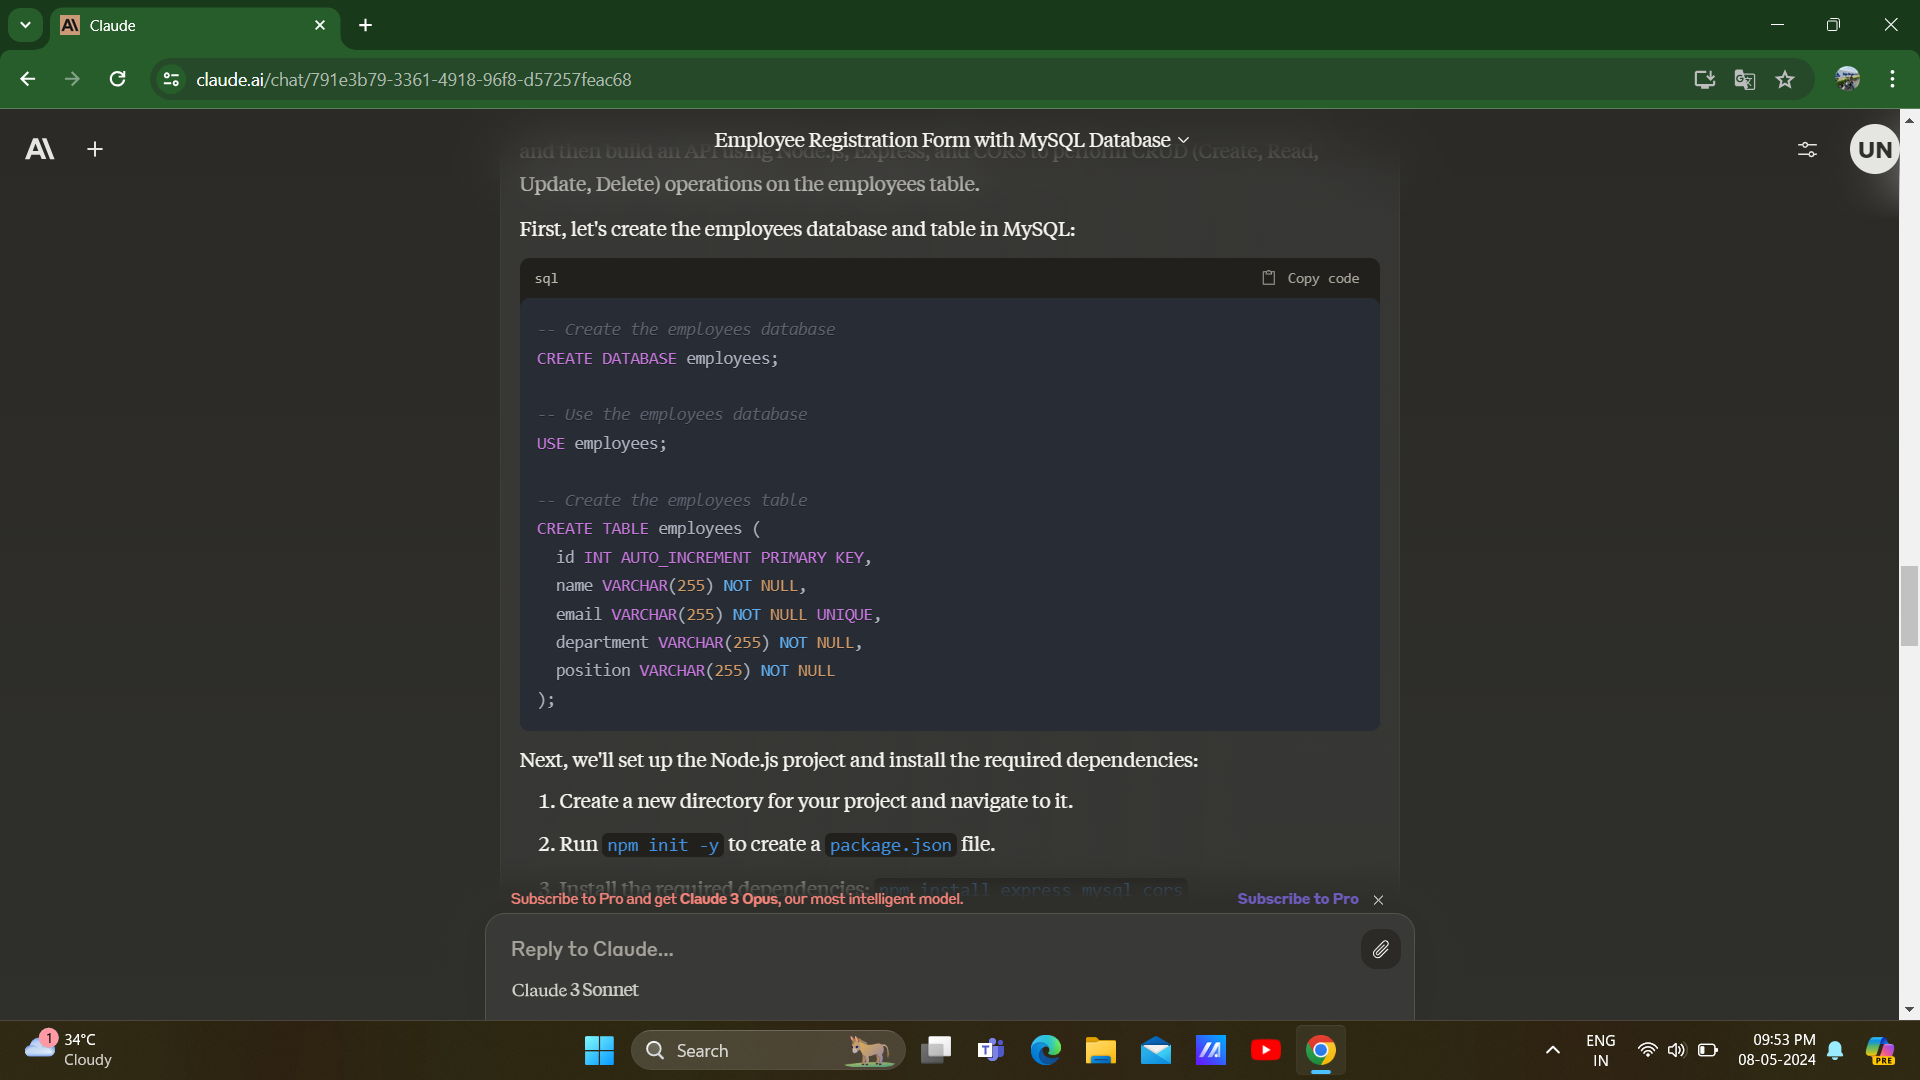 Claude
claude.ai/chat/791e3b79-3361-4918-96f8-d57257feac68
Employee Registration Form with MySQL Database
UN
and then build an API using Node.js, Express, and CORS to perform CRUD (Create, Read,
Update, Delete) operations on the employees table.
First, let's create the employees database and table in MySQL:
sql
Copy code
-- Create the employees database
CREATE DATABASE employees;
-- Use the employees database
USE employees;
-- Create the employees table
CREATE TABLE employees (
id INT AUTO_INCREMENT PRIMARY KEY,
name VARCHAR(255) NOT NULL,
email VARCHAR(255) NOT NULL UNIQUE,
department VARCHAR(255) NOT NULL,
position VARCHAR(255) NOT NULL
);
Next, we'll set up the Node.js project and install the required dependencies:
1. Create a new directory for your project and navigate to it.
2. Run npm init -y to create a package.json file.
3. Install the required dependencies: npm install express mysql cors
Subscribe to Pro and get Claude 3 Opus, our most intelligent model.
Subscribe to Pro
Reply to Claude...
Claude 3 Sonnet
1
34°C
Cloudy
Search
ENG
IN
09:53 PM
08-05-2024
PRE